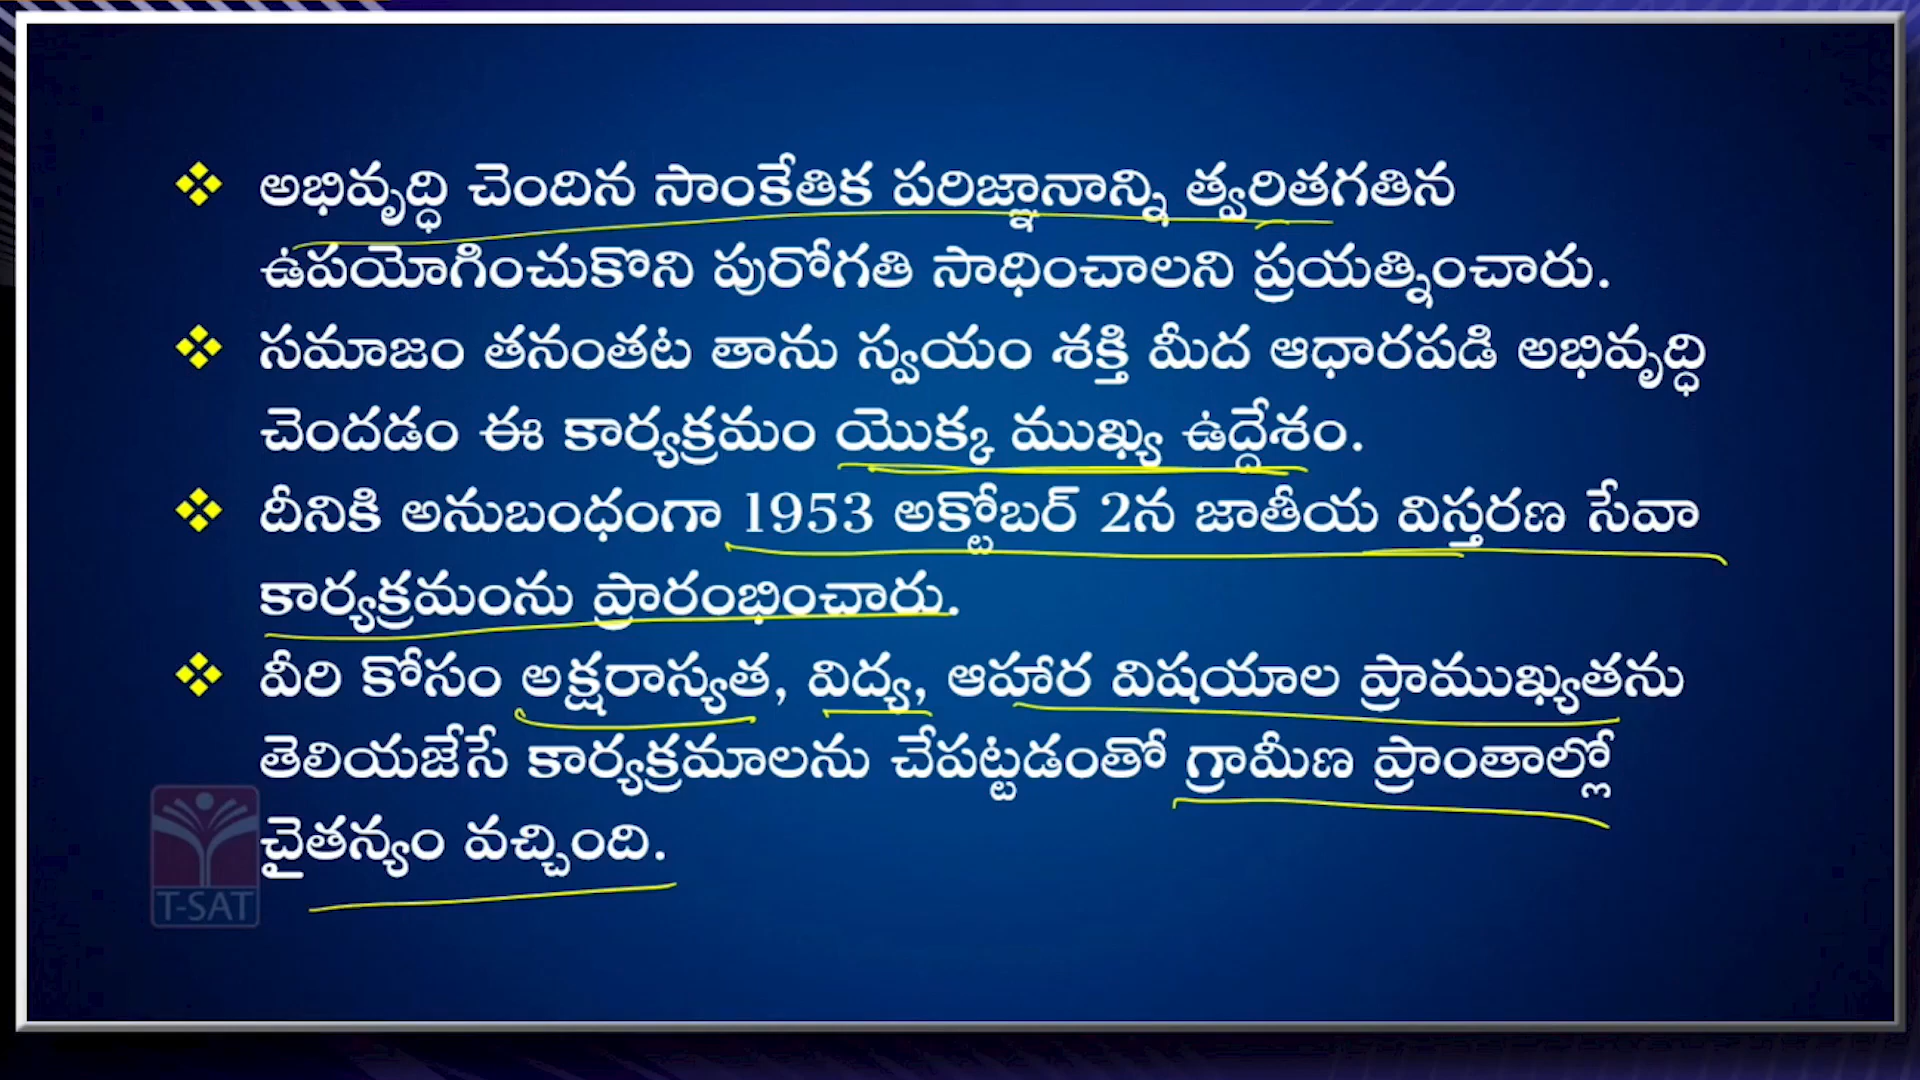 అభివృద్ధి చెందిన సాంకేతిక పరిజ్ఞానాన్ని త్వరితగతిన
ఉపయోగించుకొని పురోగతి సాధించాలని ప్రయత్నించారు.
సమాజం తనంతట తాను స్వయం శక్తి మీద ఆధారపడి అభివృద్ధి
చెందడం ఈ కార్యక్రమం యొక్క ముఖ్య ఉద్దేశం.
దీనికి అనుబంధంగా 1953 అక్టోబర్ 2న జాతీయ విస్తరణ సేవా
కార్యక్రమంను ప్రారంభించారు.
వీరి కోసం అక్షరాస్యత, విద్య, ఆహార విషయాల ప్రాముఖ్యతను
తెలియజేసే కార్యక్రమాలను చేపట్టడంతో గ్రామీణ ప్రాంతాల్లో
చైతన్యం వచ్చింది.
T-SAT